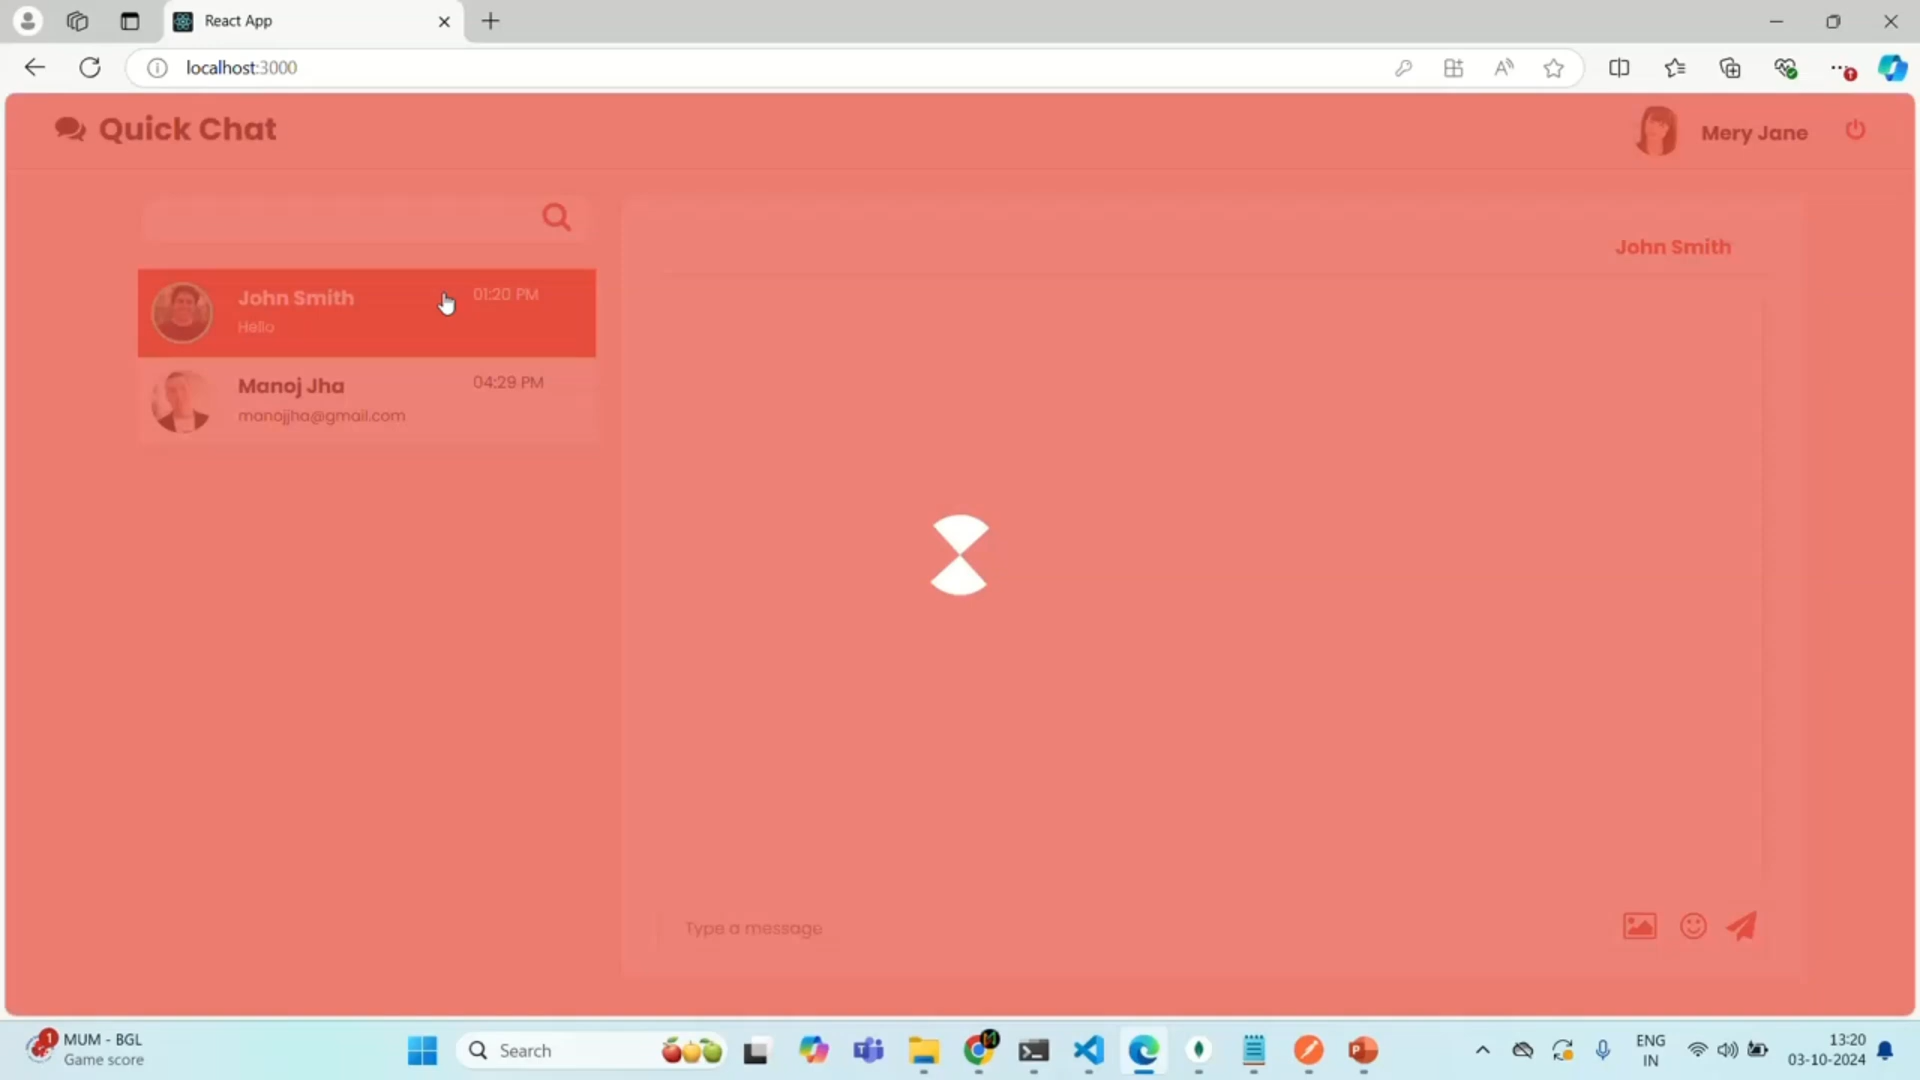 React App
localhost:3000
Quick Chat
Mery Jane
John Smith
John Smith
01:20 PM
Hello
Manoj Jha
04:29 PM
manojjha@gmail.com
Type a message
1
MUM - BGL
Game score
Search
ENG
IN
13:20
03-10-2024